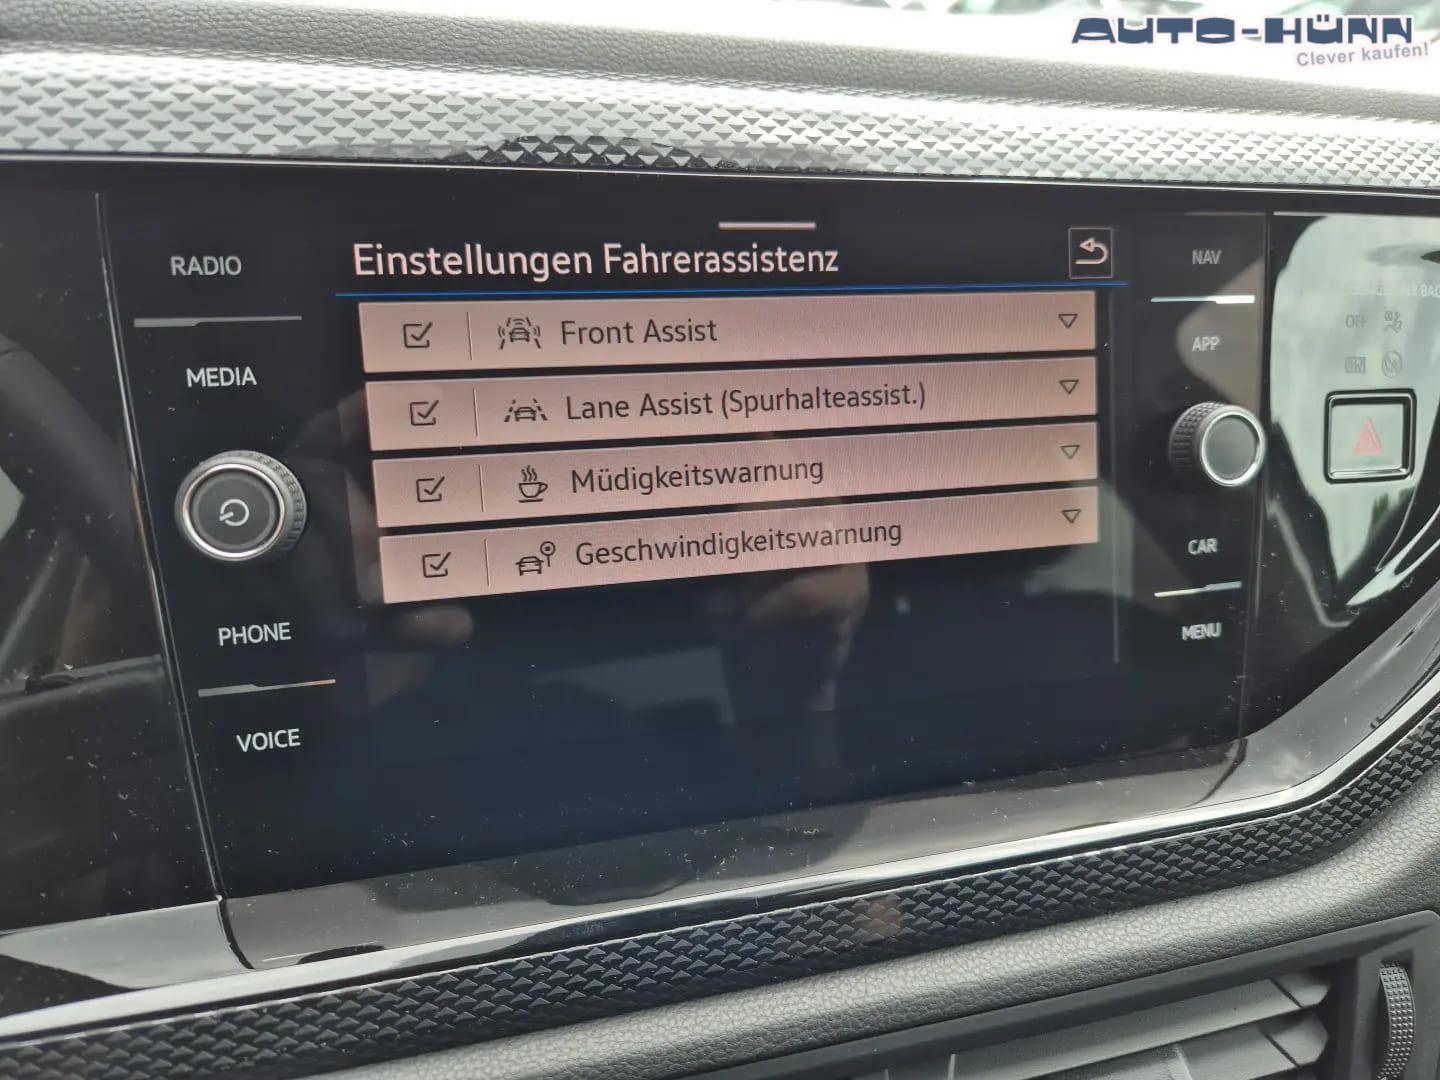 AUTO-HÜNN
Clever kaufen!
RADIO
MEDIA
PHONE
VOICE
Einstellungen Fahrerassistenz
Front Assist
Lane Assist (Spurhalteassist.)
Müdigkeitswarnung
Geschwindigkeitswarnung
NAV
APP
CAR
MENU
OFF